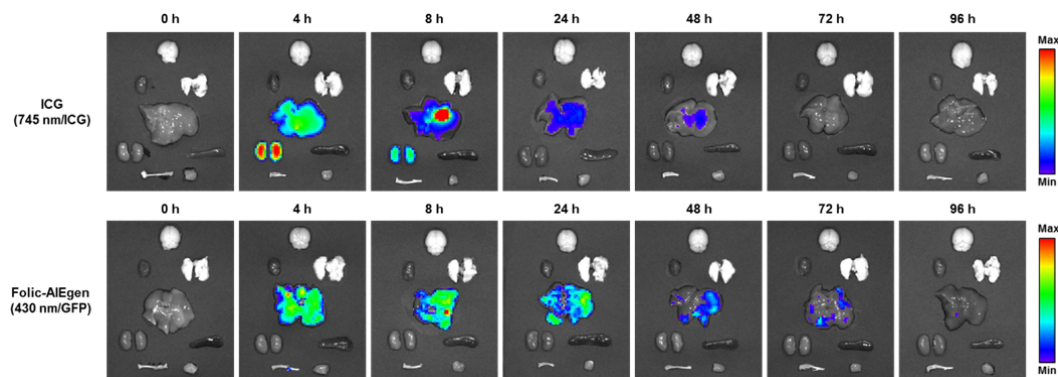 0 h 4 h 8 h 24 h 48 h 72 h 96 h
Max
ICG
(745 nm/ICG)
Min
0 h 4 h 8 h 24 h 48 h 72 h 96 h
Max
Folic-AIEgen
(430 nm/GFP)
Min